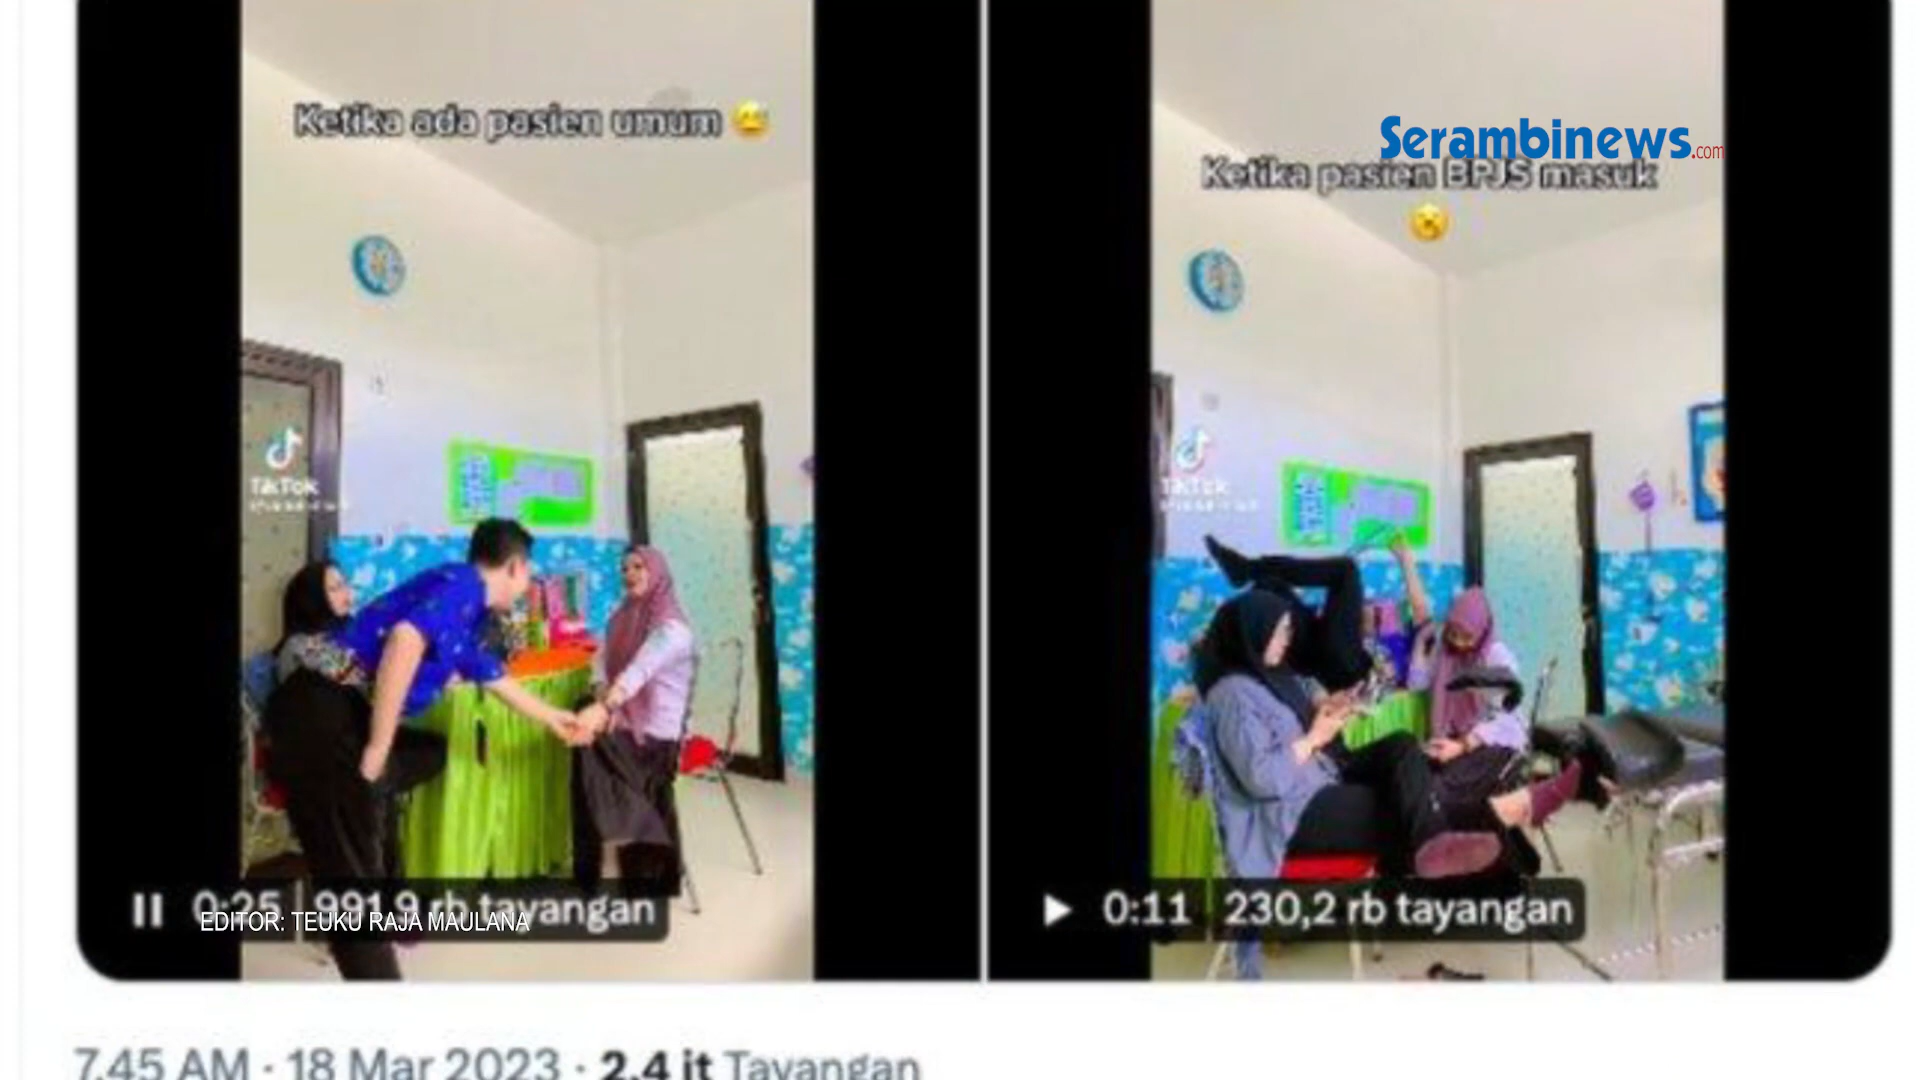 Ketika ada pasien umum 😅
Serambinews.com
Ketika pasien BPJS masuk
😵
TikTok
TikTok
0:25 991,9 rb tayangan
EDITOR: TEUKU RAJA MAULANA
0:11 230,2 rb tayangan
7.45 AM · 18 Mar 2023 · 2,4 jt Tayangan